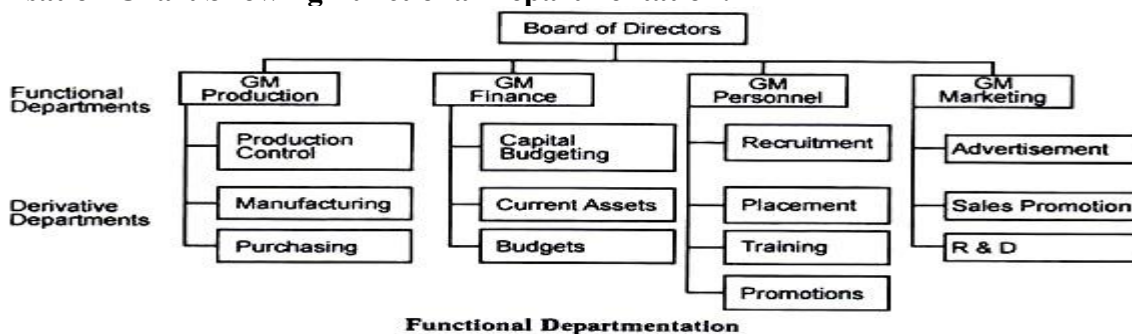 Board of Directors
Functional
Departments
GM
Production
GM
Finance
GM
Personnel
GM
Marketing
Derivative
Departments
Production
Control
Manufacturing
Purchasing
Capital
Budgeting
Current Assets
Budgets
Recruitment
Placement
Training
Promotions
Advertisement
Sales Promotion
R & D
Functional Departmentation